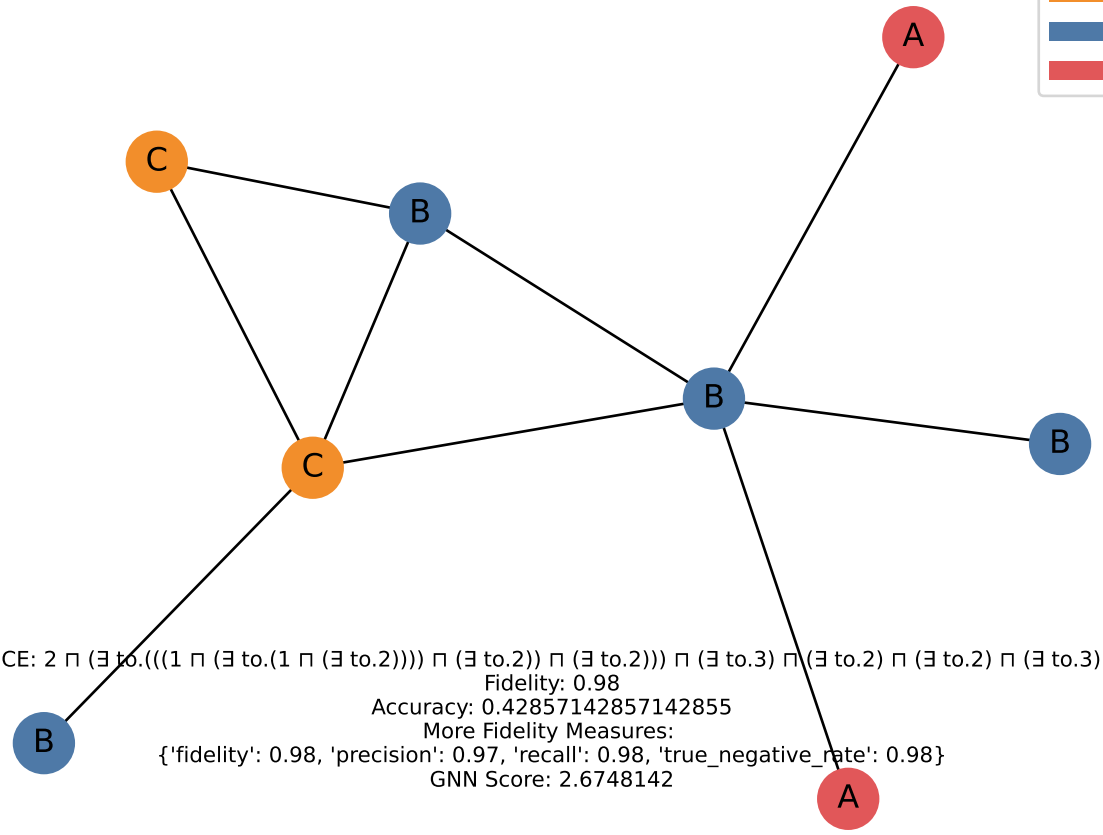 A
C
B
B
B
C
CE: 2 ⊓ (∃ to.(((1 ⊓ (∃ to.(1 ⊓ (∃ to.2)))) ⊓ (∃ to.2)) ⊓ (∃ to.2))) ⊓ (∃ to.3) ⊓ (∃ to.2) ⊓ (∃ to.2) ⊓ (∃ to.3)
Fidelity: 0.98
Accuracy: 0.42857142857142855
More Fidelity Measures:
B
{'fidelity': 0.98, 'precision': 0.97, 'recall': 0.98, 'true_negative_rate': 0.98}
GNN Score: 2.6748142
A